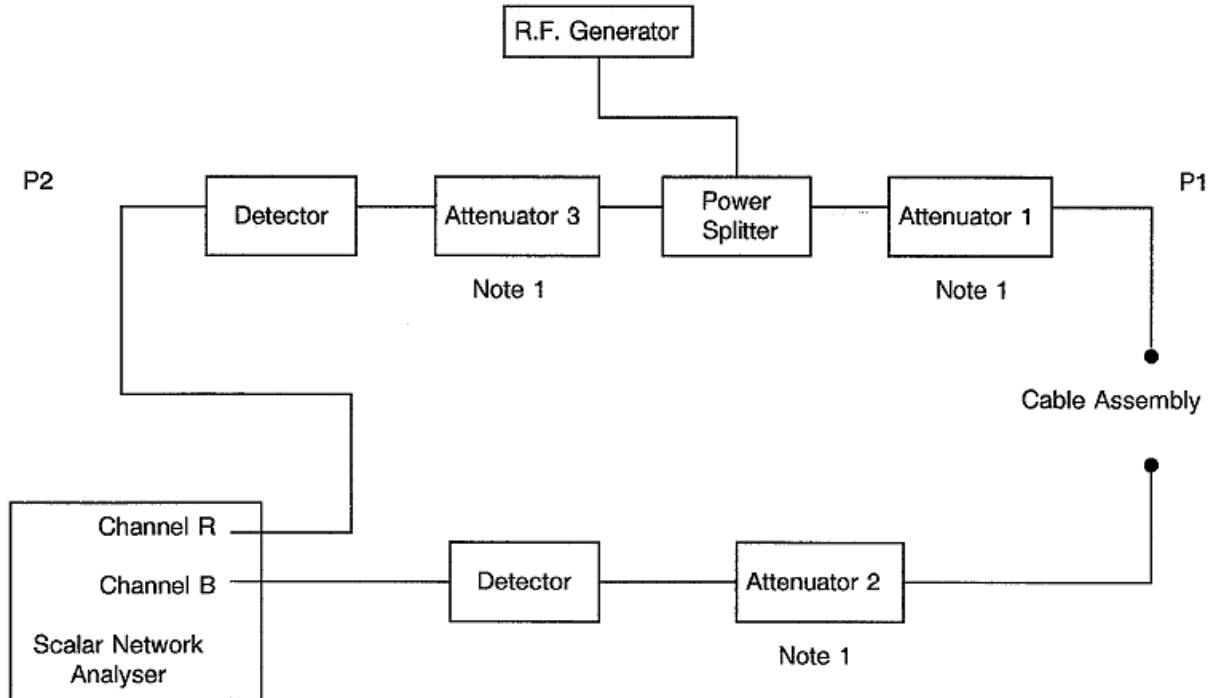 R.F. Generator
P2
P1
Detector
Attenuator 3
Power
Splitter
Attenuator 1
Note 1
Note 1
Cable Assembly
Channel R
Channel B
Detector
Attenuator 2
Scalar Network
Analyser
Note 1